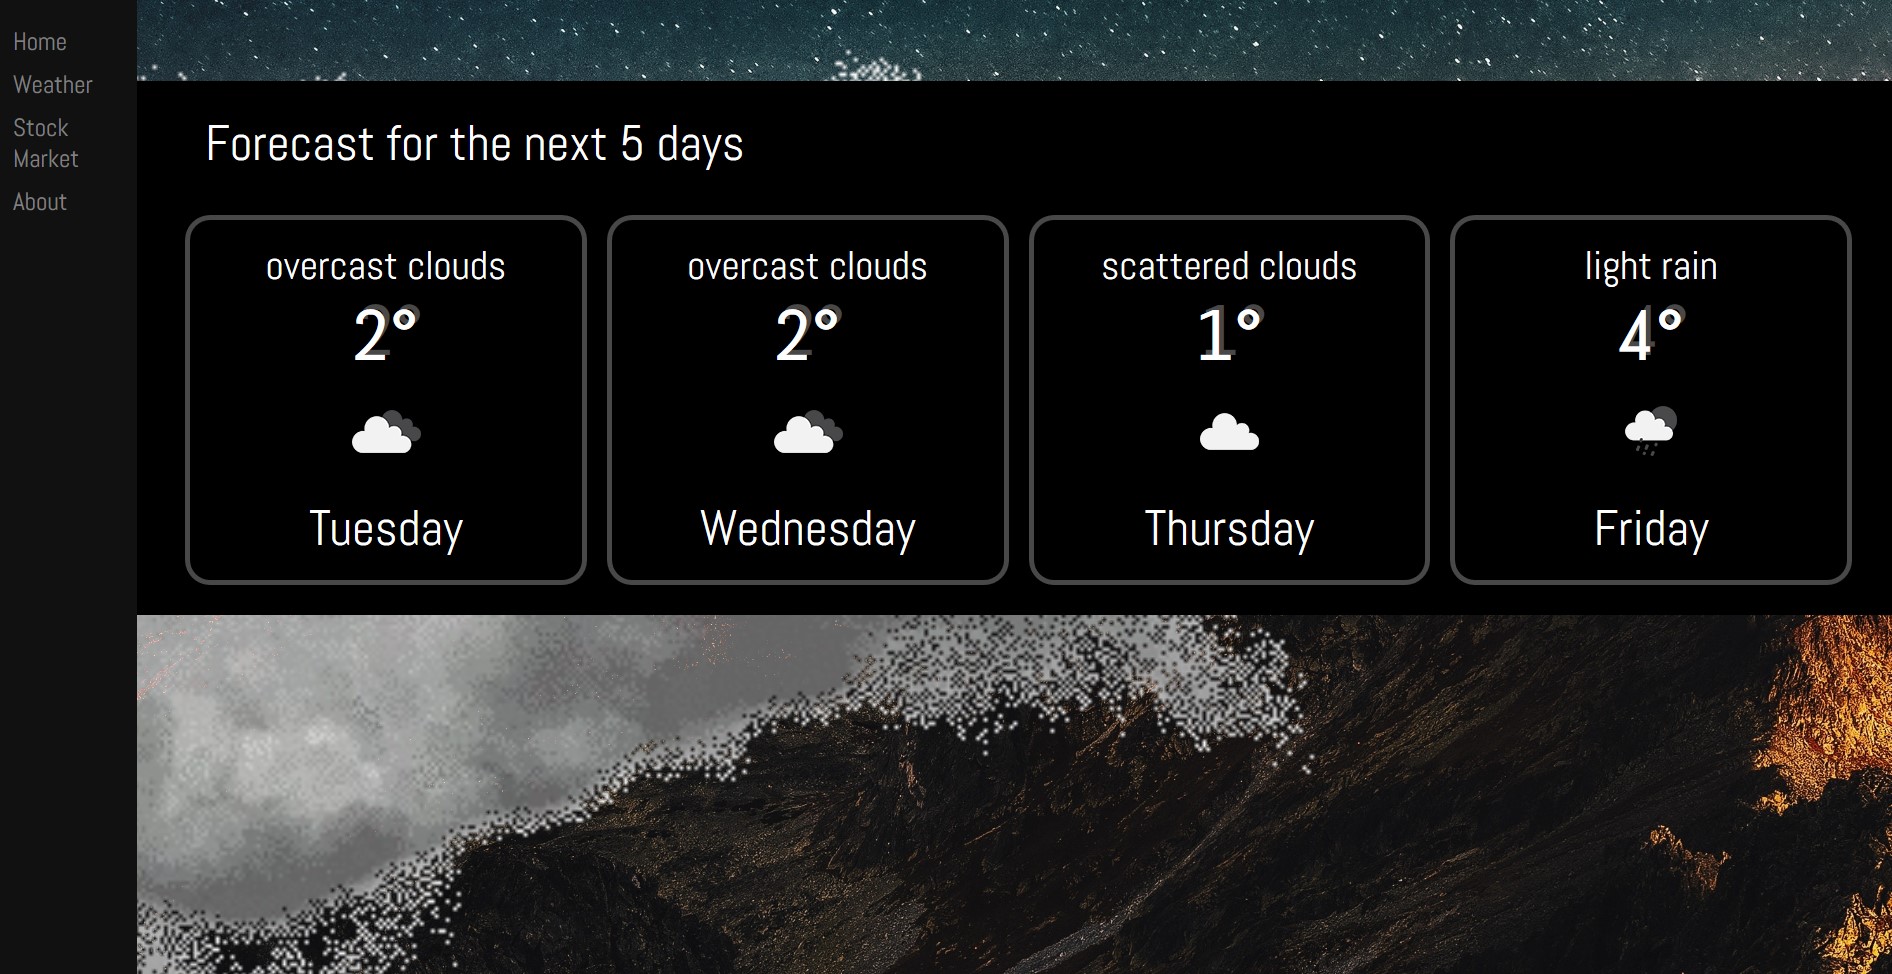 Home
Weather
Stock
Market
About
Forecast for the next 5 days
overcast clouds
2°
Tuesday
overcast clouds
2°
Wednesday
scattered clouds
1°
Thursday
light rain
4°
Friday